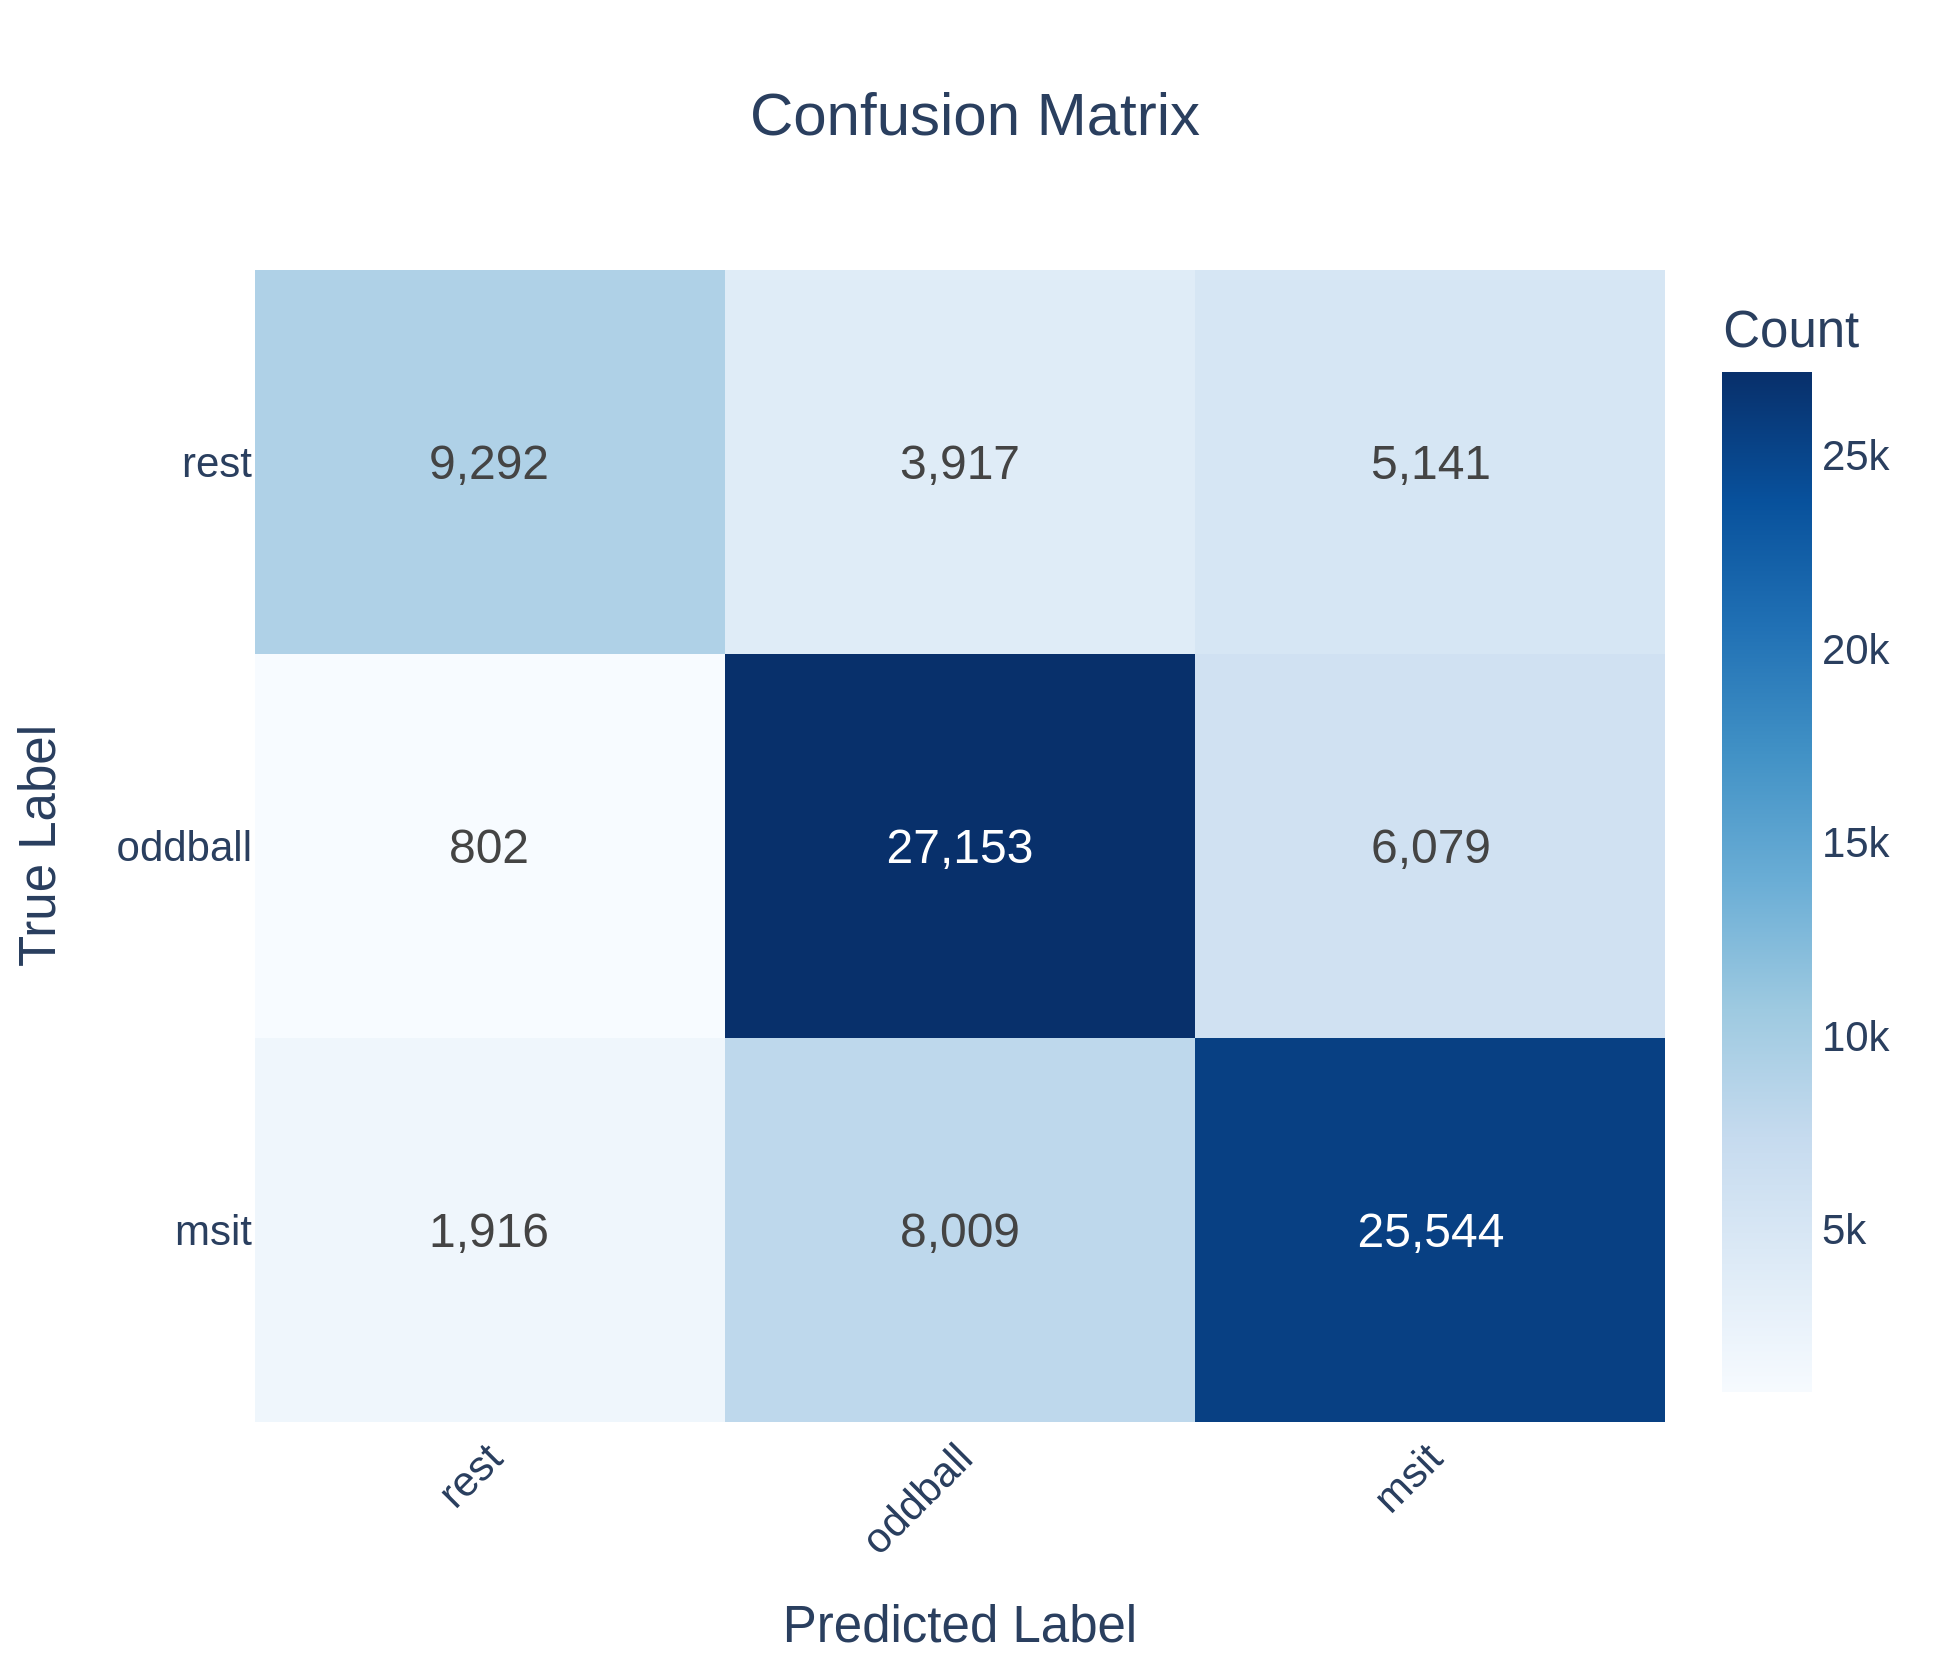 Confusion Matrix
Count
rest
9,292
3,917
5,141
25k
20k
True Label
oddball
802
27,153
6,079
15k
10k
msit
1,916
8,009
25,544
5k
rest
oddball
msit
Predicted Label